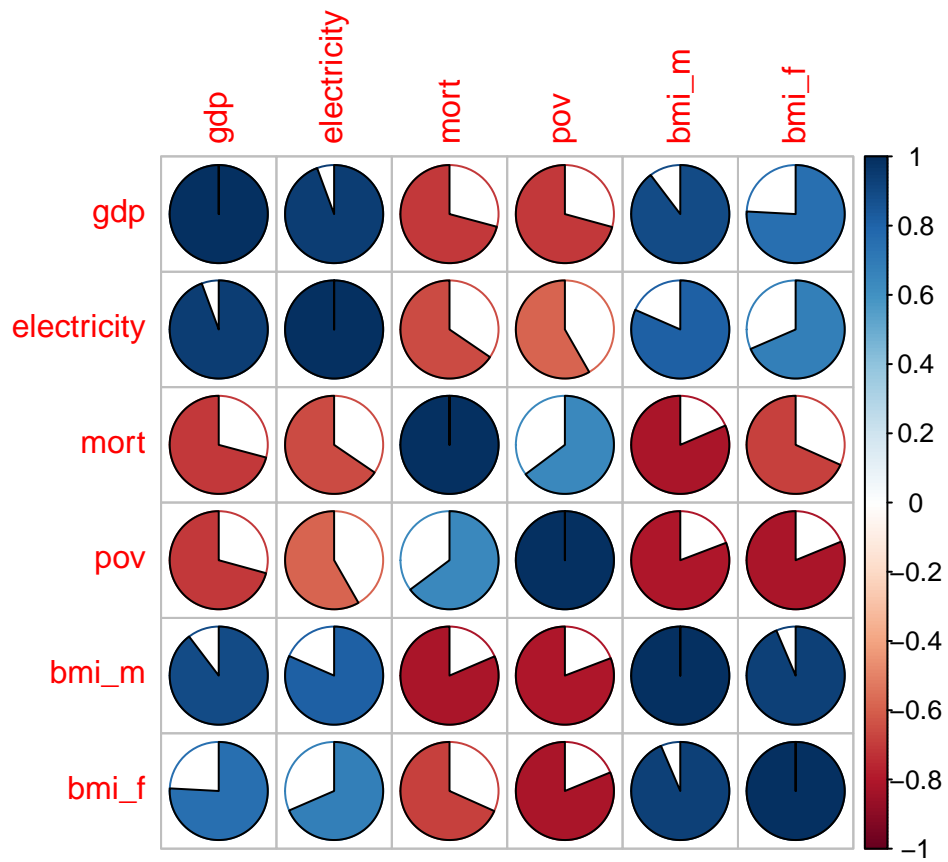 gdp
electricity
mort
pov
bmi_m
bmi_f
gdp
electricity
mort
pov
bmi_m
bmi_f
1
0.8
0.6
0.4
0.2
0
−0.2
−0.4
−0.6
−0.8
−1